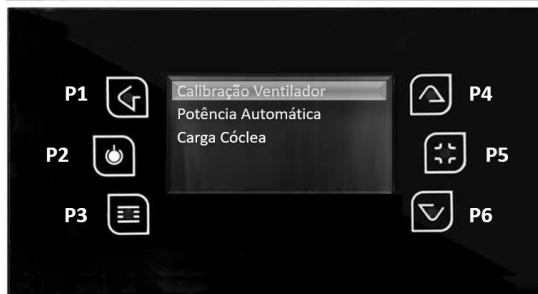 P1
P2
P3
Calibração Ventilador
Potência Automática
Carga Cóclea
P4
P5
P6